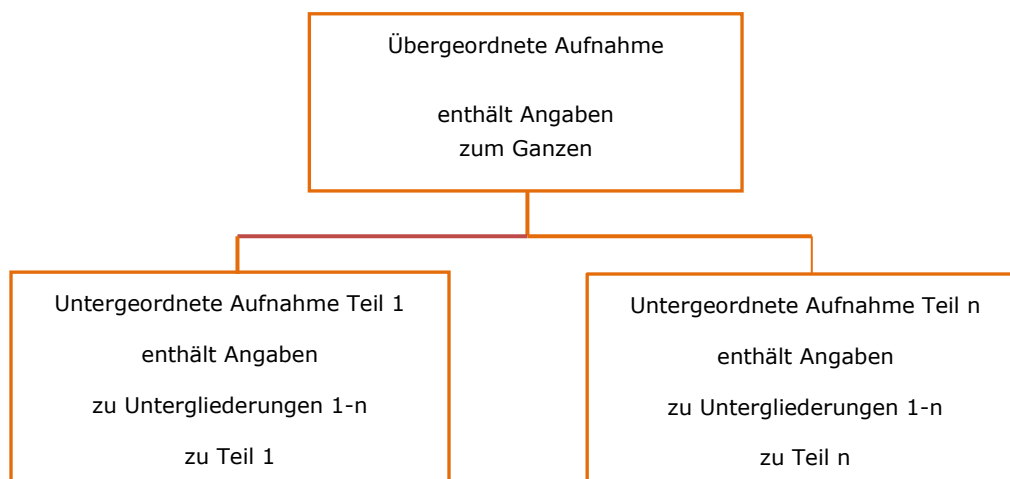 Übergeordnete Aufnahme
enthält Angaben
zum Ganzen
Untergeordnete Aufnahme Teil 1
enthält Angaben
zu Untergliederungen 1-n
zu Teil 1
Untergeordnete Aufnahme Teil n
enthält Angaben
zu Untergliederungen 1-n
zu Teil n